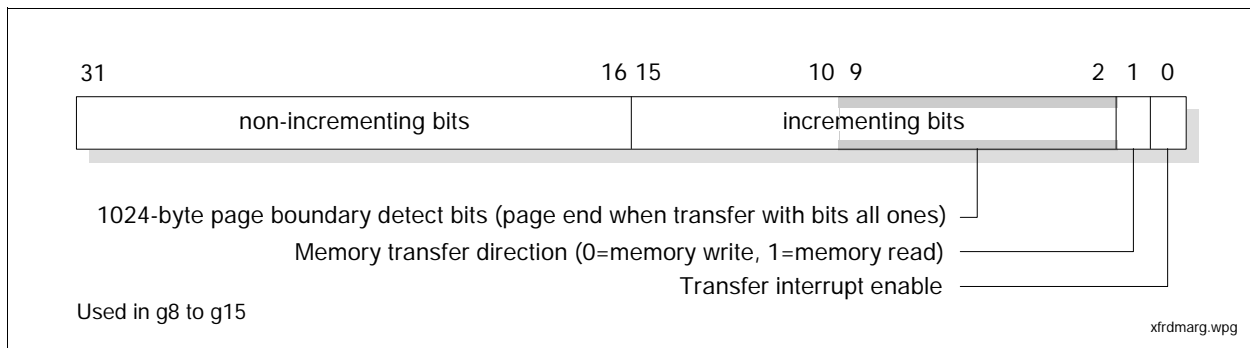 31 16 15 10 9 2 1 0
non-incrementing bits incrementing bits
1024-byte page boundary detect bits (page end when transfer with bits all ones)
Memory transfer direction (0=memory write, 1=memory read)
Transfer interrupt enable
Used in g8 to g15
xfrdmarg.wpg